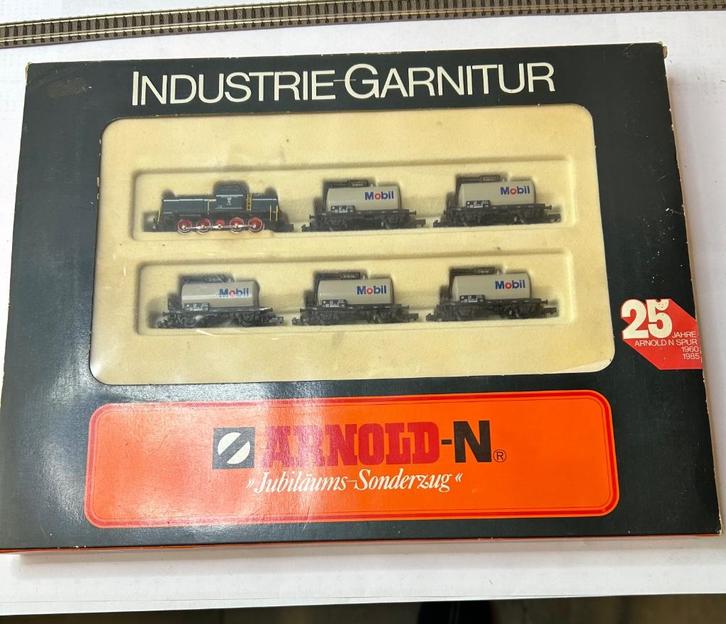 INDUSTRIE-GARNITUR
Mobil
Mobil
Mobil
Mobil
Mobil
25
JAHRE
ARNOLD N SPUR
1960
1985
ARNOLD-N®
»Jubiläums-Sonderzug«